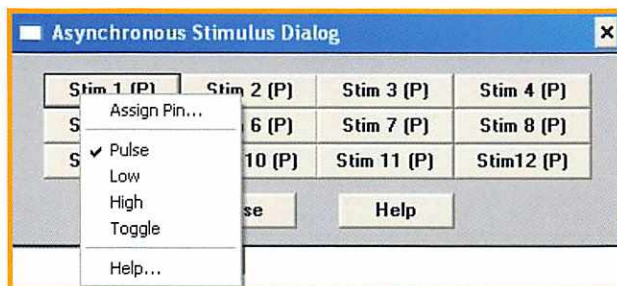 Asynchronous Stimulus Dialog
Stim 1 (P) Stim 2 (P) Stim 3 (P) Stim 4 (P)
Assign Pin...
S 6 (P) Stim 7 (P) Stim 8 (P)
Pulse
S 10 (P) Stim 11 (P) Stim12 (P)
Low
High
se Help
Toggle
Help...